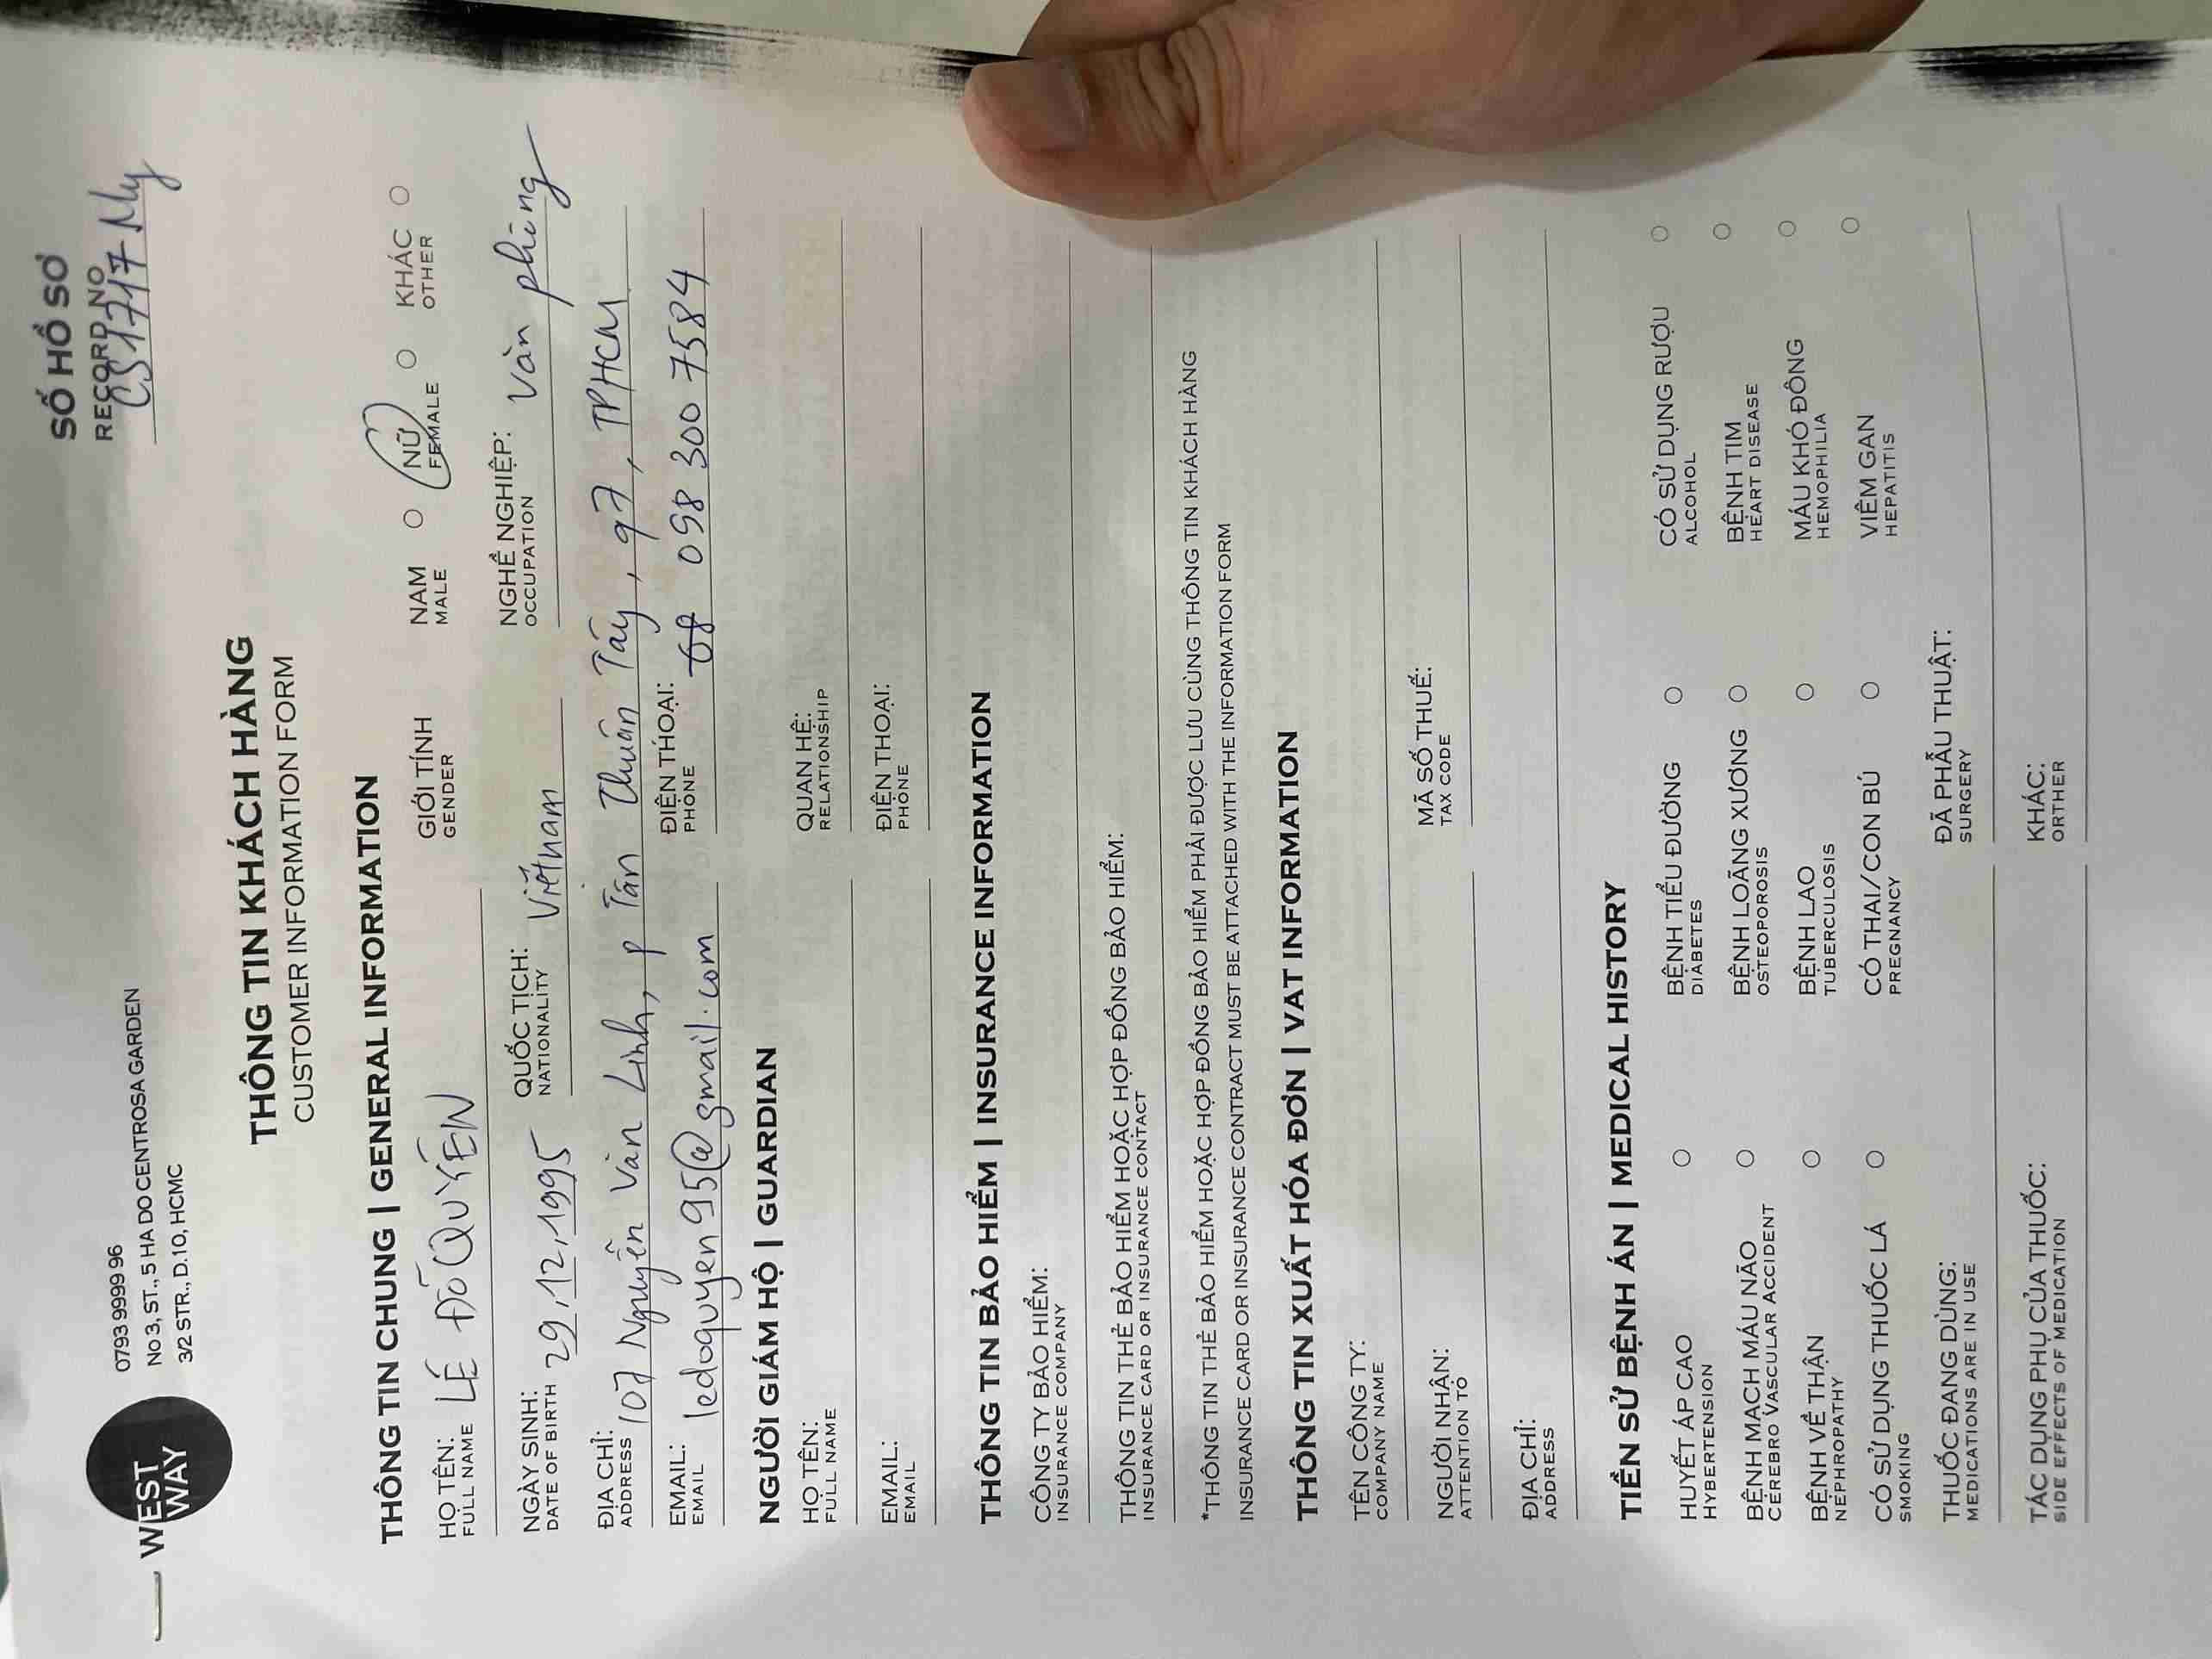 WEST WAY
0793 9999 96
NO 3, ST., 5 HA DO CENTROSA GARDEN
3/2 STR., D.10, HCMC
SỐ HỒ SƠ
RECORD NO
CS1717 My
THÔNG TIN KHÁCH HÀNG
CUSTOMER INFORMATION FORM
THÔNG TIN CHUNG | GENERAL INFORMATION
HỌ TÊN: LÊ ĐỖ QUYÊN GIỚI TÍNH NAM NỮ KHÁC
FULL NAME GENDER MALE FEMALE OTHER
NGÀY SINH: 29.12.1995 QUỐC TỊCH: Việt nam NGHỀ NGHIỆP: Văn phòng
DATE OF BIRTH NATIONALITY OCCUPATION
ĐỊA CHỈ: 107 Nguyễn Văn Linh, p Tân Thuận Tây, q7, TPHCM
ADDRESS
EMAIL: ledoquyen95@gmail.com ĐIỆN THOẠI: 098 300 7584
EMAIL PHONE
NGƯỜI GIÁM HỘ | GUARDIAN
HỌ TÊN: QUAN HỆ:
FULL NAME RELATIONSHIP
EMAIL: ĐIỆN THOẠI:
EMAIL PHONE
THÔNG TIN BẢO HIỂM | INSURANCE INFORMATION
CÔNG TY BẢO HIỂM:
INSURANCE COMPANY
THÔNG TIN THẺ BẢO HIỂM HOẶC HỢP ĐỒNG BẢO HIỂM:
INSURANCE CARD OR INSURANCE CONTACT
*THÔNG TIN THẺ BẢO HIỂM HOẶC HỢP ĐỒNG BẢO HIỂM PHẢI ĐƯỢC LƯU CÙNG THÔNG TIN KHÁCH HÀNG
INSURANCE CARD OR INSURANCE CONTRACT MUST BE ATTACHED WITH THE INFORMATION FORM
THÔNG TIN XUẤT HÓA ĐƠN | VAT INFORMATION
TÊN CÔNG TY:
COMPANY NAME
NGƯỜI NHẬN: MÃ SỐ THUẾ:
ATTENTION TO TAX CODE
ĐỊA CHỈ:
ADDRESS
TIỀN SỬ BỆNH ÁN | MEDICAL HISTORY
HUYẾT ÁP CAO BỆNH TIỂU ĐƯỜNG CÓ SỬ DỤNG RƯỢU
HYBERTENSION DIABETES ALCOHOL
BỆNH MẠCH MÁU NÃO BỆNH LOÃNG XƯƠNG BỆNH TIM
CEREBRO VASCULAR ACCIDENT OSTEOPOROSIS HEART DISEASE
BỆNH VỀ THẬN BỆNH LAO MÁU KHÓ ĐÔNG
NEPHROPATHY TUBERCULOSIS HEMOPHILIA
CÓ SỬ DỤNG THUỐC LÁ CÓ THAI/CON BÚ VIÊM GAN
SMOKING PREGNANCY HEPATITIS
THUỐC ĐANG DÙNG: ĐÃ PHẪU THUẬT:
MEDICATIONS ARE IN USE SURGERY
TÁC DỤNG PHỤ CỦA THUỐC: KHÁC:
SIDE EFFECTS OF MEDICATION ORTHER